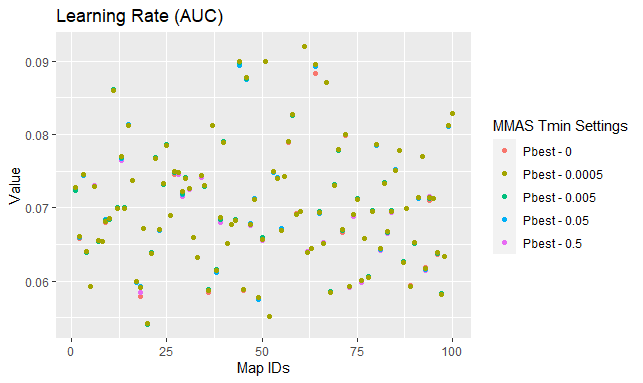 Learning Rate (AUC)
0.09
0.08
0.07
0.06
Value
0
25
50
75
100
Map IDs
MMAS Tmin Settings
Pbest - 0
Pbest - 0.0005
Pbest - 0.005
Pbest - 0.05
Pbest - 0.5